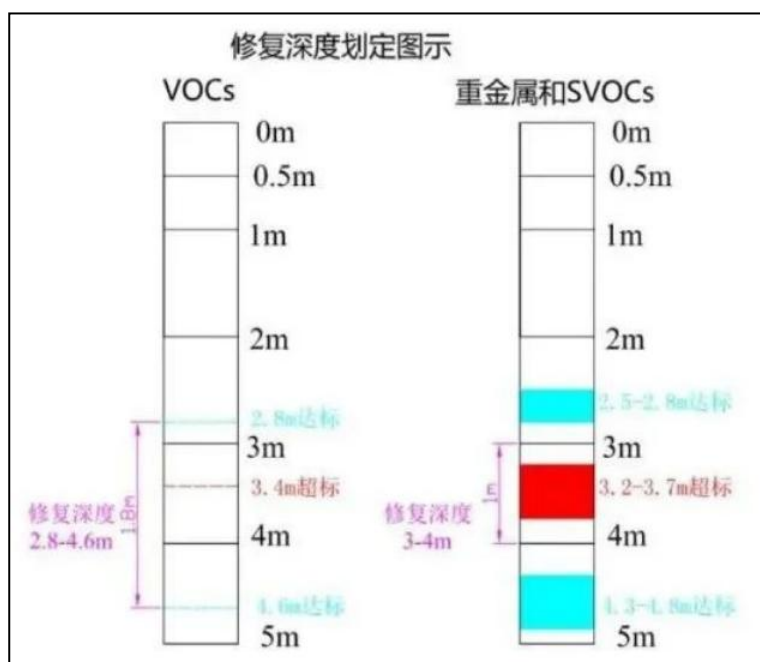 修复深度划定图示
VOCs
0m
0.5m
1m
2m
2.8m达标
3m
3.4m超标
4m
4.6m达标
5m
1.8m
修复深度
2.8-4.6m
重金属和SVOCs
0m
0.5m
1m
2m
2.5-2.8m达标
3m
3.2-3.7m超标
4m
4.3-4.8m达标
5m
1m
修复深度
3-4m